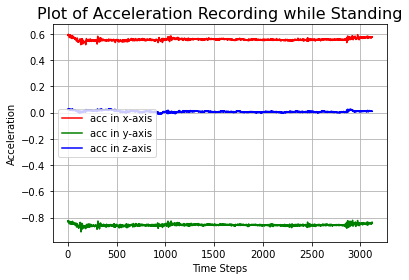 Plot of Acceleration Recording while Standing
0.6
0.4
0.2
0.0
−0.2
−0.4
−0.6
−0.8
Acceleration
acc in x-axis
acc in y-axis
acc in z-axis
0 500 1000 1500 2000 2500 3000
Time Steps